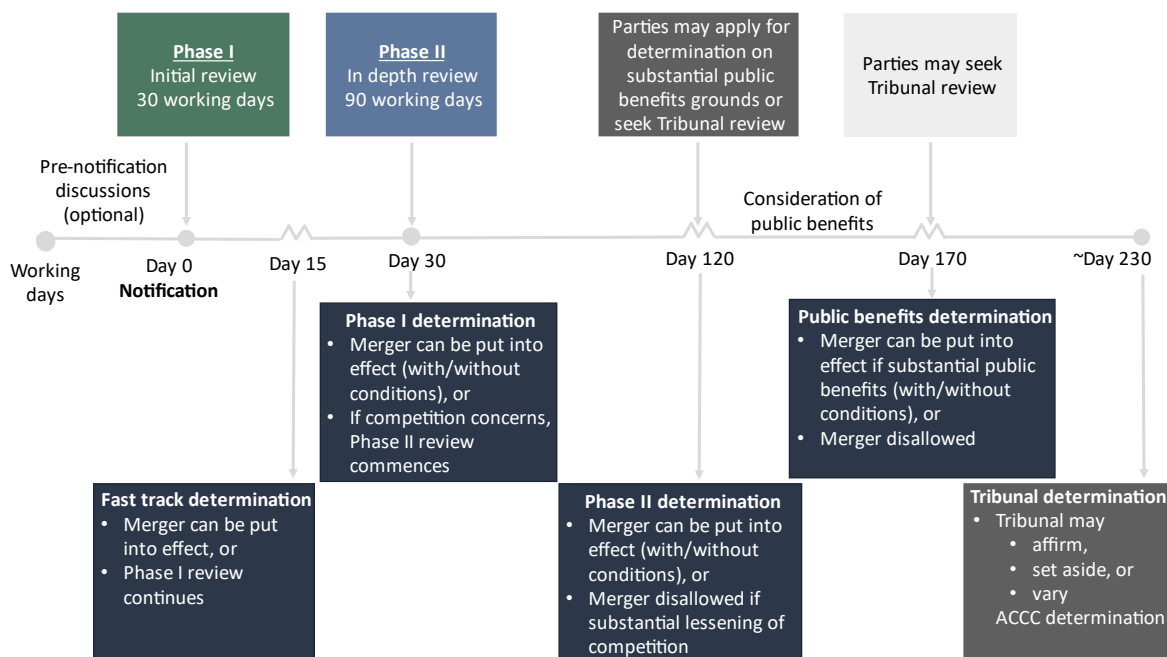 Phase I
Initial review
30 working days
Phase II
In depth review
90 working days
Parties may apply for
determination on
substantial public
benefits grounds or
seek Tribunal review
Parties may seek
Tribunal review
Pre-notification
discussions
(optional)
Consideration of
public benefits
Working
days
Day 0
Notification
Day 15
Day 30
Day 120
Day 170
~Day 230
Phase I determination
• Merger can be put into
effect (with/without
conditions), or
• If competition concerns,
Phase II review
commences
Public benefits determination
• Merger can be put into
effect if substantial public
benefits (with/without
conditions), or
• Merger disallowed
Fast track determination
• Merger can be put
into effect, or
• Phase I review
continues
Phase II determination
• Merger can be put into
effect (with/without
conditions), or
• Merger disallowed if
substantial lessening of
competition
Tribunal determination
• Tribunal may
• affirm,
• set aside, or
• vary
ACCC determination